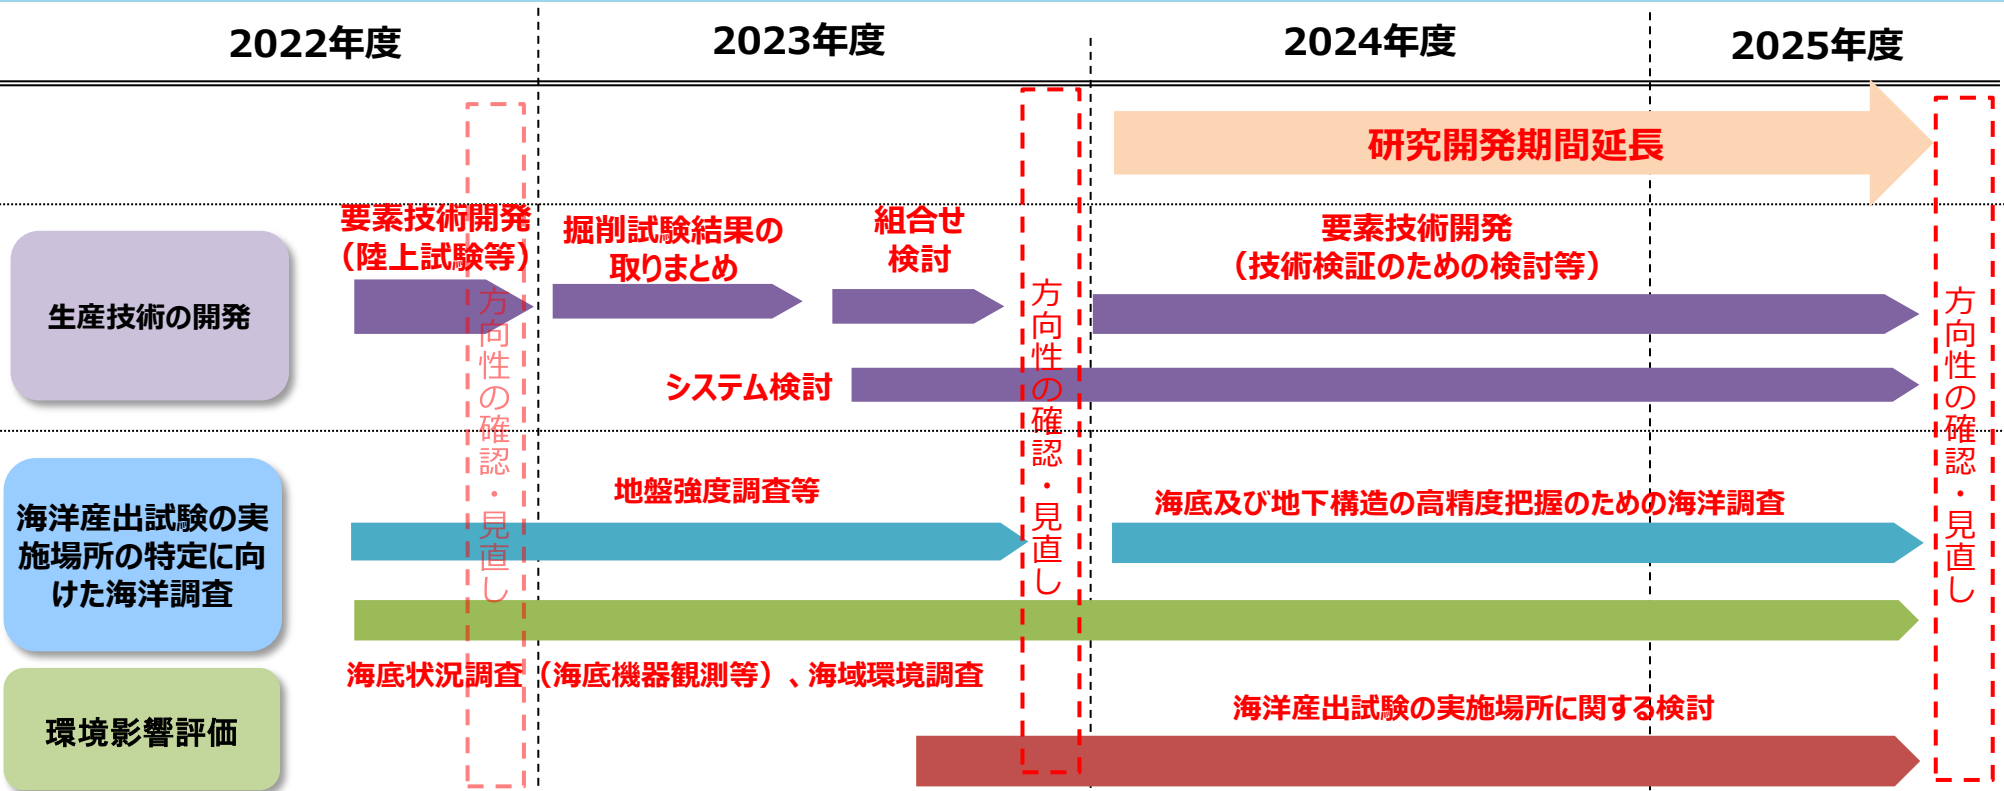 2022年度
2023年度
2024年度
2025年度
研究開発期間延長
生産技術の開発
要素技術開発
（陸上試験等）
掘削試験結果の
取りまとめ
組合せ
検討
要素技術開発
（技術検証のための検討等）
システム検討
方向性の確認・見直し
方向性の確認・見直し
方向性の確認・見直し
海洋産出試験の実
施場所の特定に向
けた海洋調査
地盤強度調査等
海底及び地下構造の高精度把握のための海洋調査
海底状況調査（海底機器観測等）、海域環境調査
環境影響評価
海洋産出試験の実施場所に関する検討